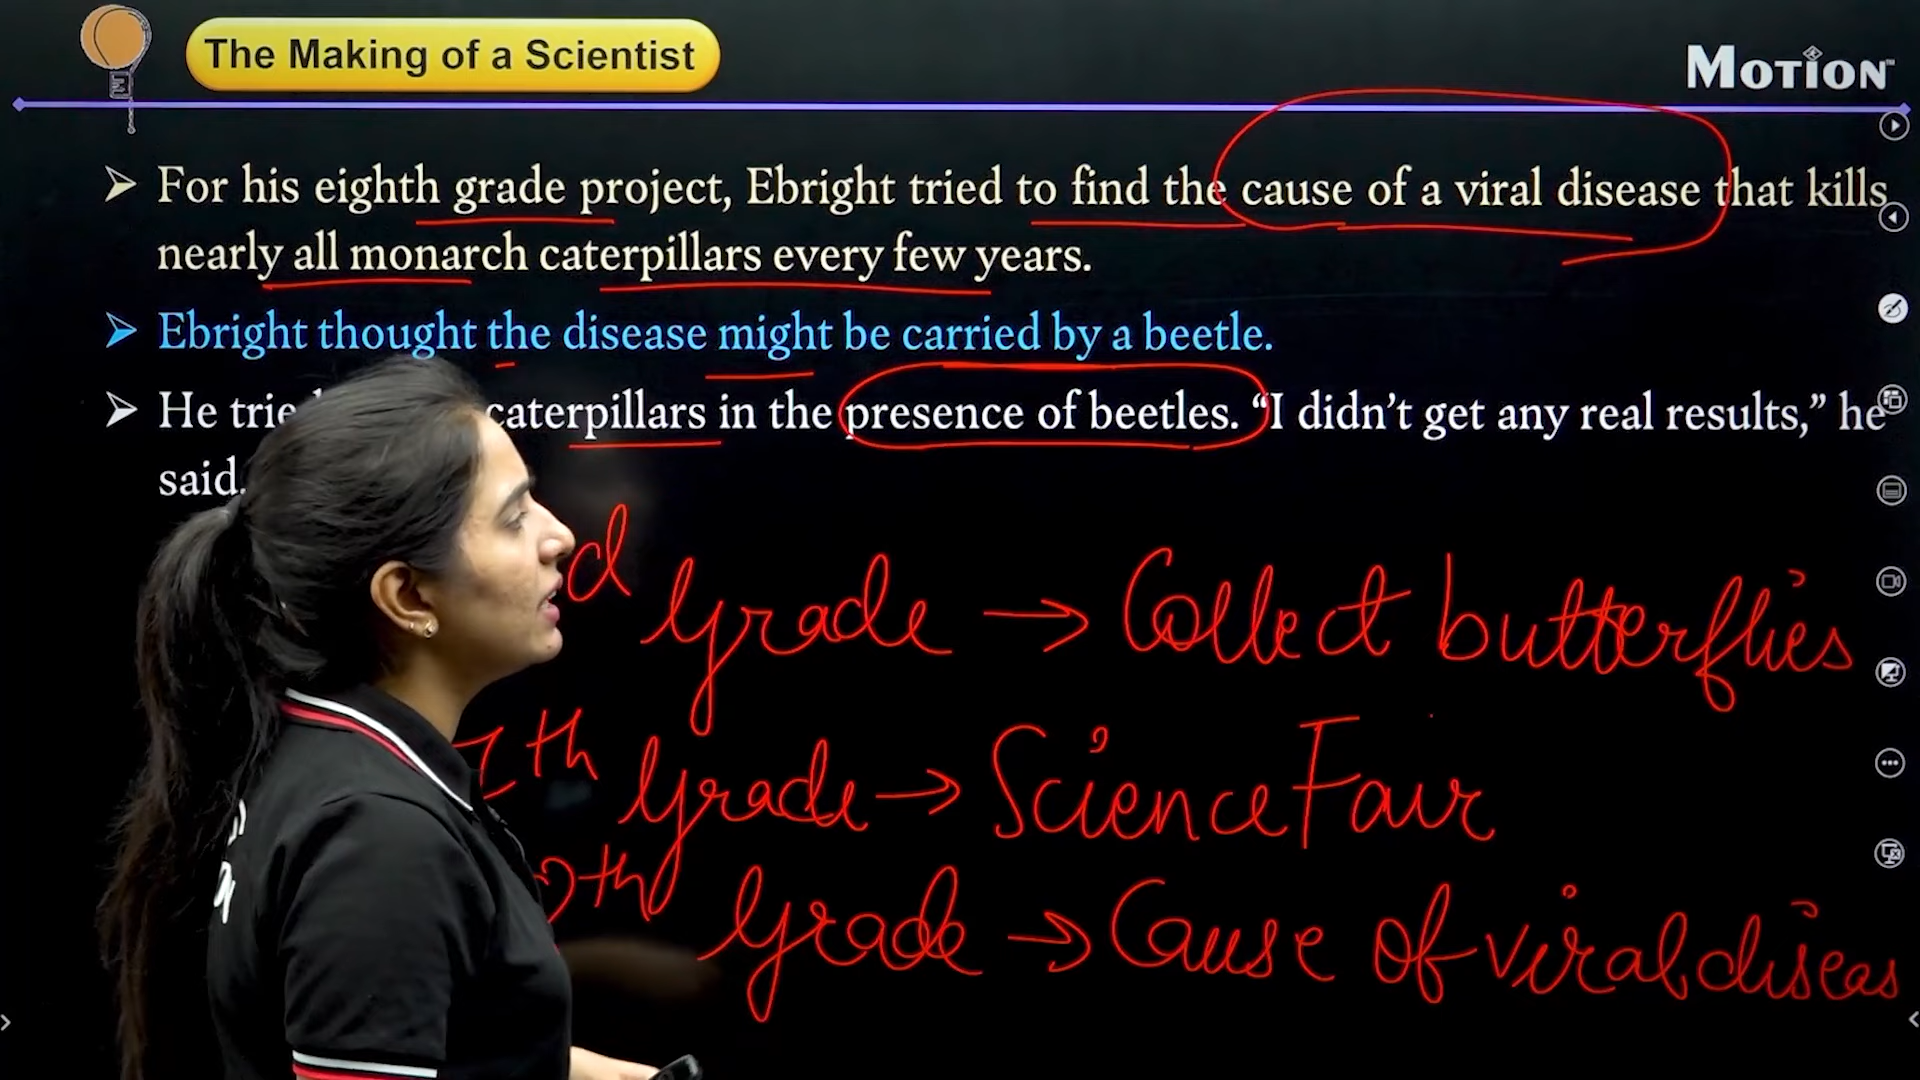 The Making of a Scientist
MOTION
For his eighth grade project, Ebright tried to find the cause of a viral disease that kills
nearly all monarch caterpillars every few years.
Ebright thought the disease might be carried by a beetle.
He trie caterpillars in the presence of beetles. “I didn’t get any real results,” he
said.
d Grade → Collect butterflies
7th Grade → Science Fair
th Grade → Cause of viral diseas